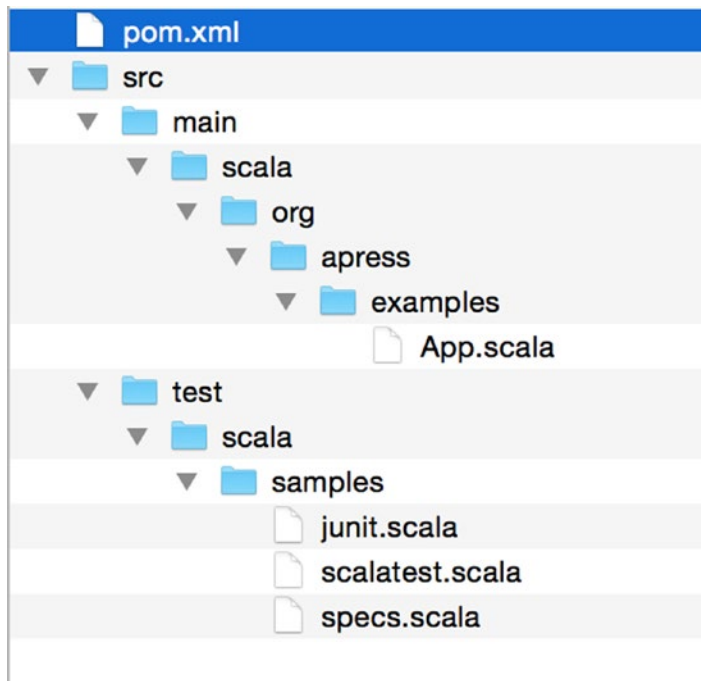 pom.xml
src
main
scala
org
apress
examples
App.scala
test
scala
samples
junit.scala
scalatest.scala
specs.scala